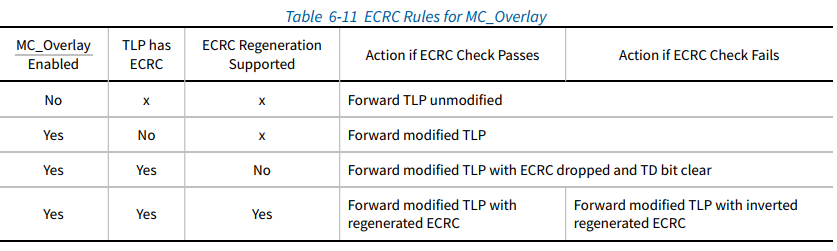 Table 6-11 ECRC Rules for MC_Overlay
MC_Overlay Enabled TLP has ECRC ECRC Regeneration Supported Action if ECRC Check Passes Action if ECRC Check Fails
No x x Forward TLP unmodified
Yes No x Forward modified TLP
Yes Yes No Forward modified TLP with ECRC dropped and TD bit clear
Yes Yes Yes Forward modified TLP with regenerated ECRC Forward modified TLP with inverted regenerated ECRC